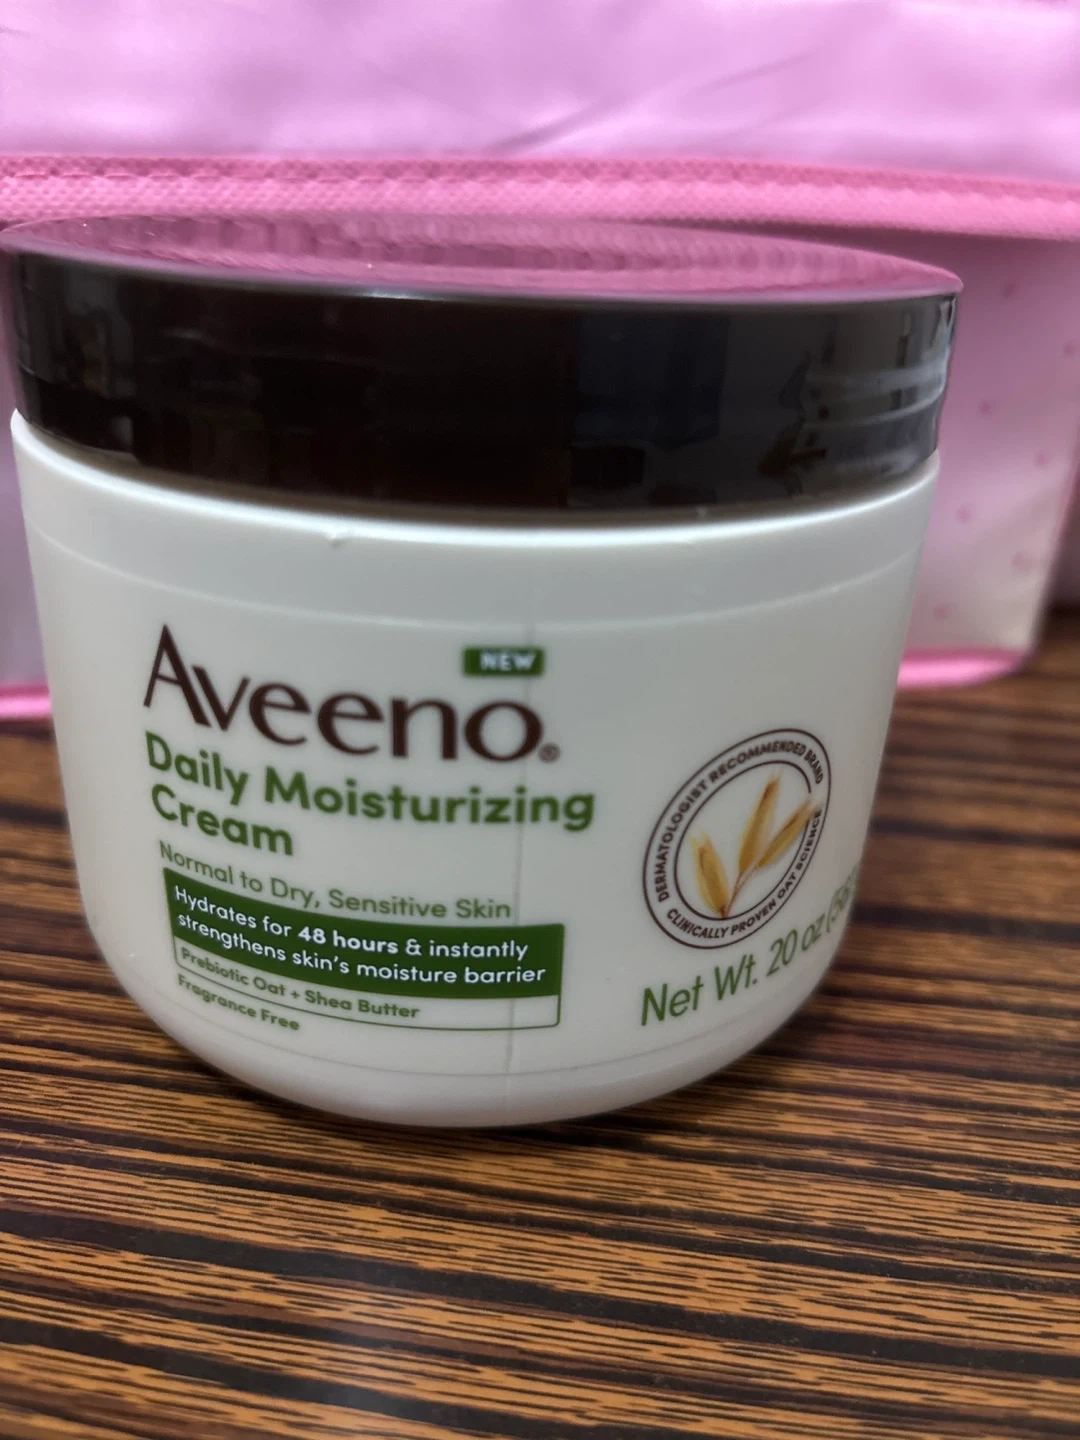 NEW
Aveeno®
Daily Moisturizing
Cream
Normal to Dry, Sensitive Skin
Hydrates for 48 hours & instantly
strengthens skin's moisture barrier
Prebiotic Oat + Shea Butter
Fragrance Free
DERMATOLOGIST RECOMMENDED BRAND
CLINICALLY PROVEN OAT SCIENCE
Net Wt. 20 oz